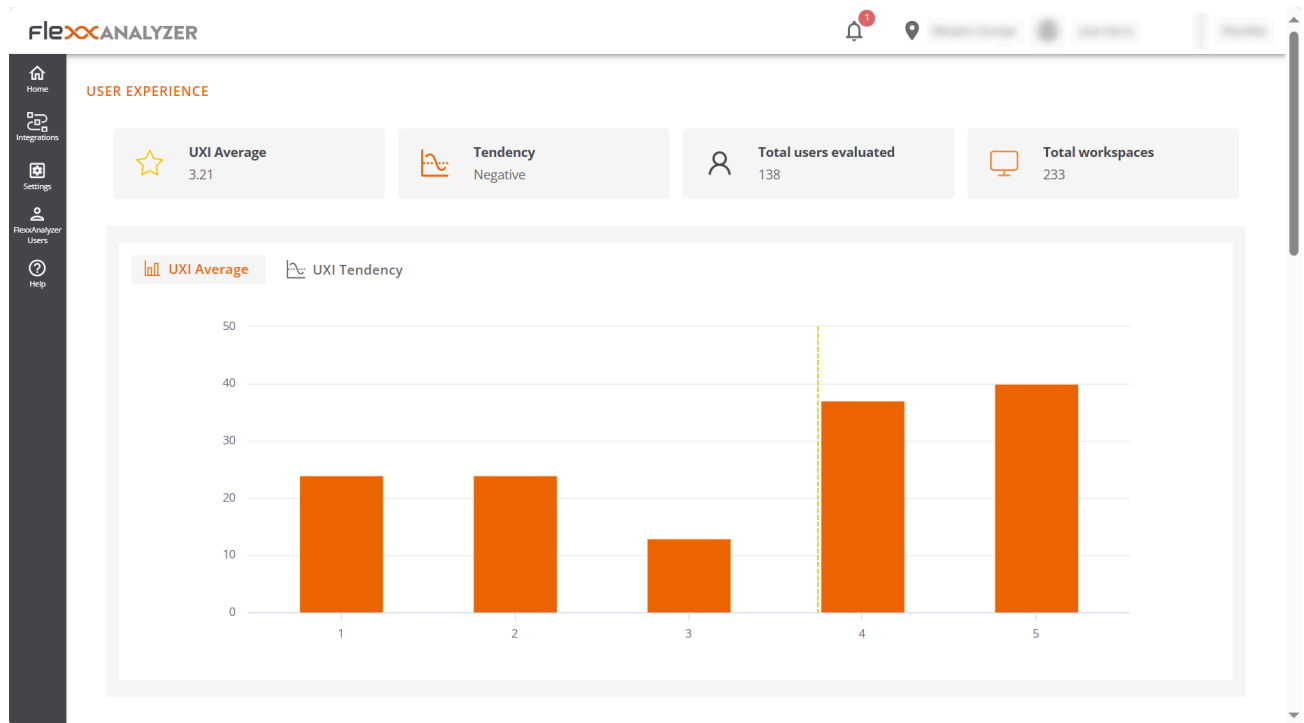 FlexxANALYZER
1
Home
Integrations
Settings
FlexxAnalyzer
Users
Help
USER EXPERIENCE
UXI Average
3.21
Tendency
Negative
Total users evaluated
138
Total workspaces
233
UXI Average
UXI Tendency
50
40
30
20
10
0
1 2 3 4 5